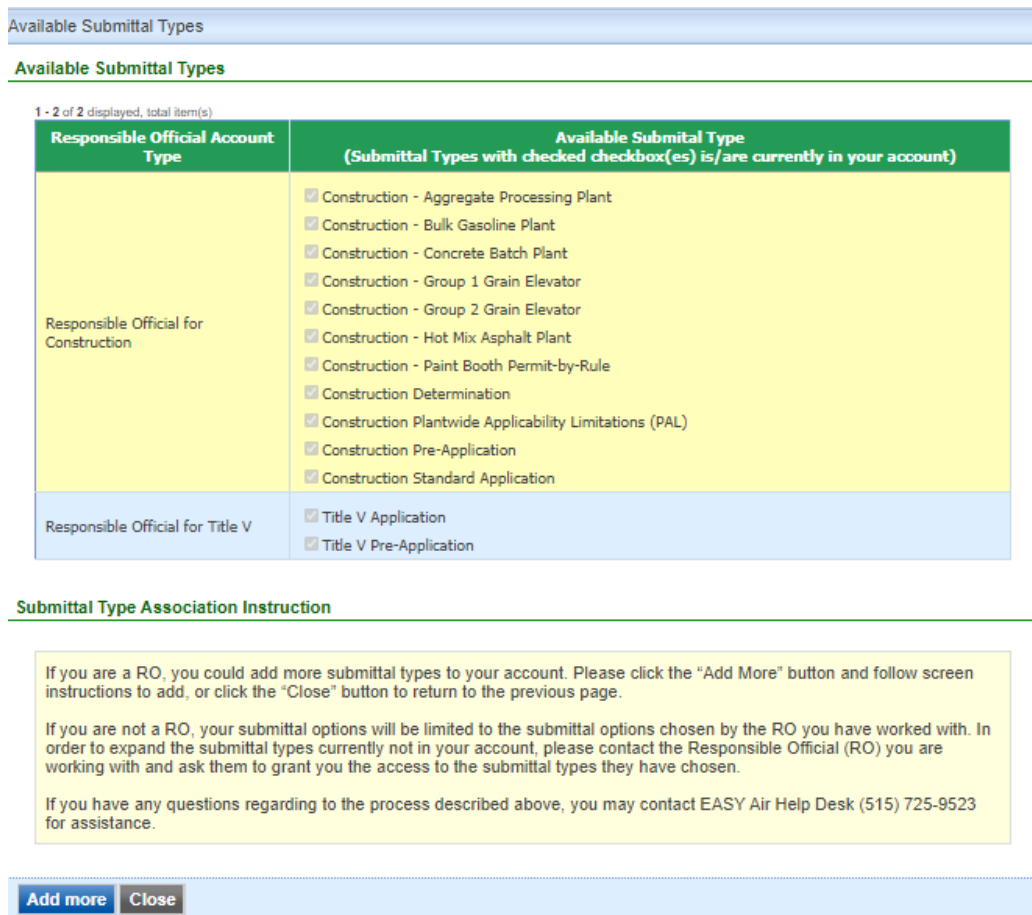 Available Submittal Types
Available Submittal Types
1 - 2 of 2 displayed, total item(s)
Responsible Official Account
Type
Available Submital Type
(Submittal Types with checked checkbox(es) is/are currently in your account)
Responsible Official for
Construction
Construction - Aggregate Processing Plant
Construction - Bulk Gasoline Plant
Construction - Concrete Batch Plant
Construction - Group 1 Grain Elevator
Construction - Group 2 Grain Elevator
Construction - Hot Mix Asphalt Plant
Construction - Paint Booth Permit-by-Rule
Construction Determination
Construction Plantwide Applicability Limitations (PAL)
Construction Pre-Application
Construction Standard Application
Responsible Official for Title V
Title V Application
Title V Pre-Application
Submittal Type Association Instruction
If you are a RO, you could add more submittal types to your account. Please click the “Add More” button and follow screen
instructions to add, or click the “Close” button to return to the previous page.
If you are not a RO, your submittal options will be limited to the submittal options chosen by the RO you have worked with. In
order to expand the submittal types currently not in your account, please contact the Responsible Official (RO) you are
working with and ask them to grant you the access to the submittal types they have chosen.
If you have any questions regarding to the process described above, you may contact EASY Air Help Desk (515) 725-9523
for assistance.
Add more Close